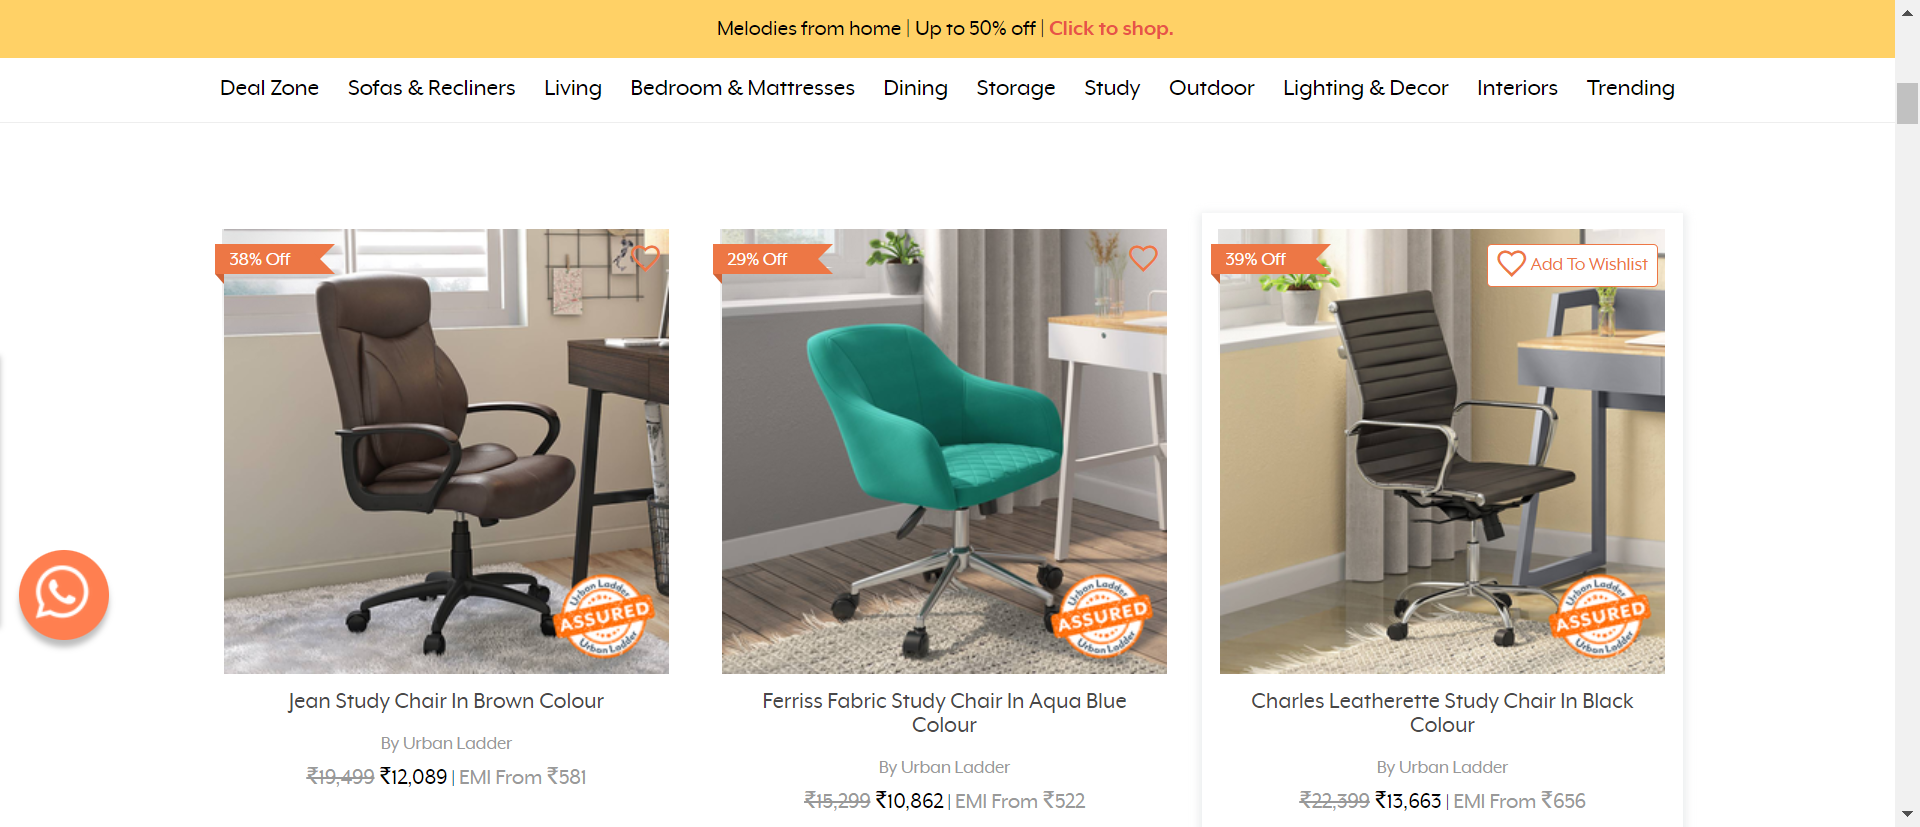 Melodies from home | Up to 50% off | Click to shop.
Deal Zone Sofas & Recliners Living Bedroom & Mattresses Dining Storage Study Outdoor Lighting & Decor Interiors Trending
38% Off
29% Off
39% Off
Add To Wishlist
Urban Ladder
ASSURED
Urban Ladder
Urban Ladder
ASSURED
Urban Ladder
Urban Ladder
ASSURED
Urban Ladder
Jean Study Chair In Brown Colour
By Urban Ladder
₹19,499 ₹12,089 | EMI From ₹581
Ferriss Fabric Study Chair In Aqua Blue
Colour
By Urban Ladder
₹15,299 ₹10,862 | EMI From ₹522
Charles Leatherette Study Chair In Black
Colour
By Urban Ladder
₹22,399 ₹13,663 | EMI From ₹656